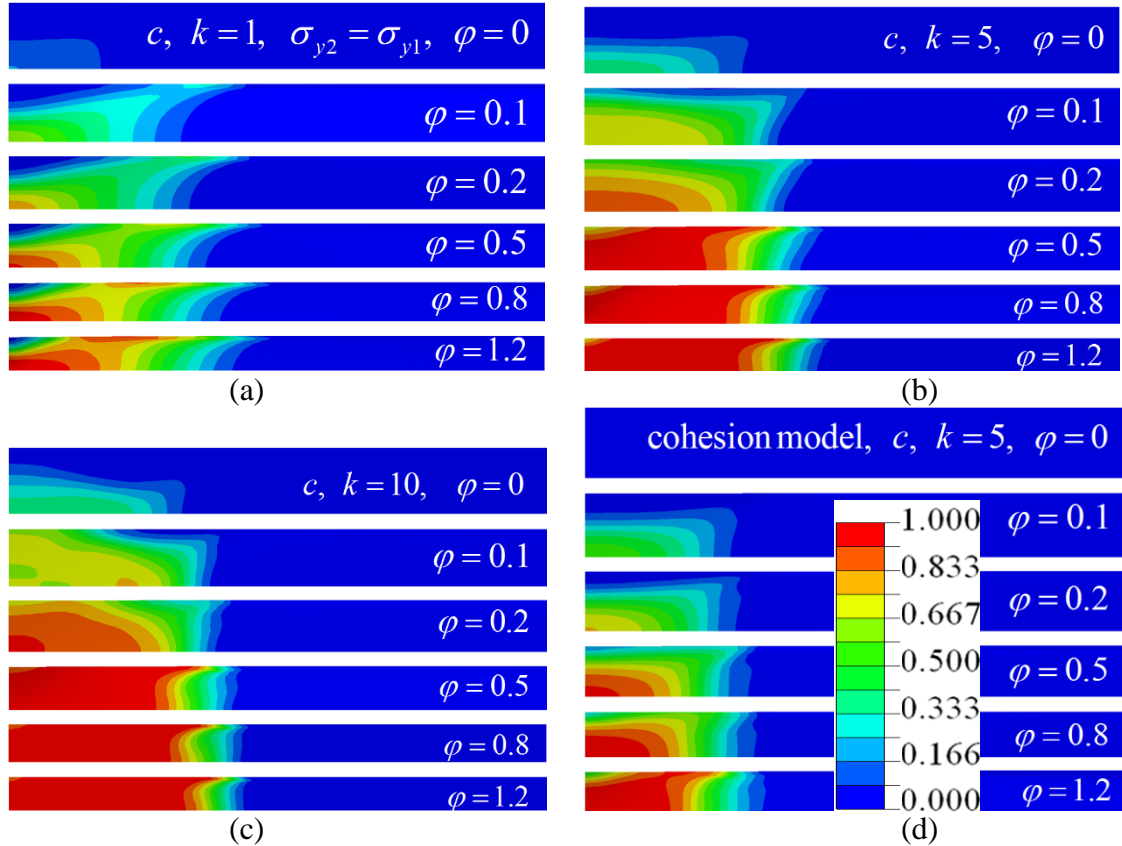 c, k = 1, σy2 = σy1, φ = 0
φ = 0.1
φ = 0.2
φ = 0.5
φ = 0.8
φ = 1.2
(a)
c, k = 5, φ = 0
φ = 0.1
φ = 0.2
φ = 0.5
φ = 0.8
φ = 1.2
(b)
c, k = 10, φ = 0
φ = 0.1
φ = 0.2
φ = 0.5
φ = 0.8
φ = 1.2
(c)
cohesion model, c, k = 5, φ = 0
φ = 0.1
φ = 0.2
φ = 0.5
φ = 0.8
φ = 1.2
1.000
0.833
0.667
0.500
0.333
0.166
0.000
(d)